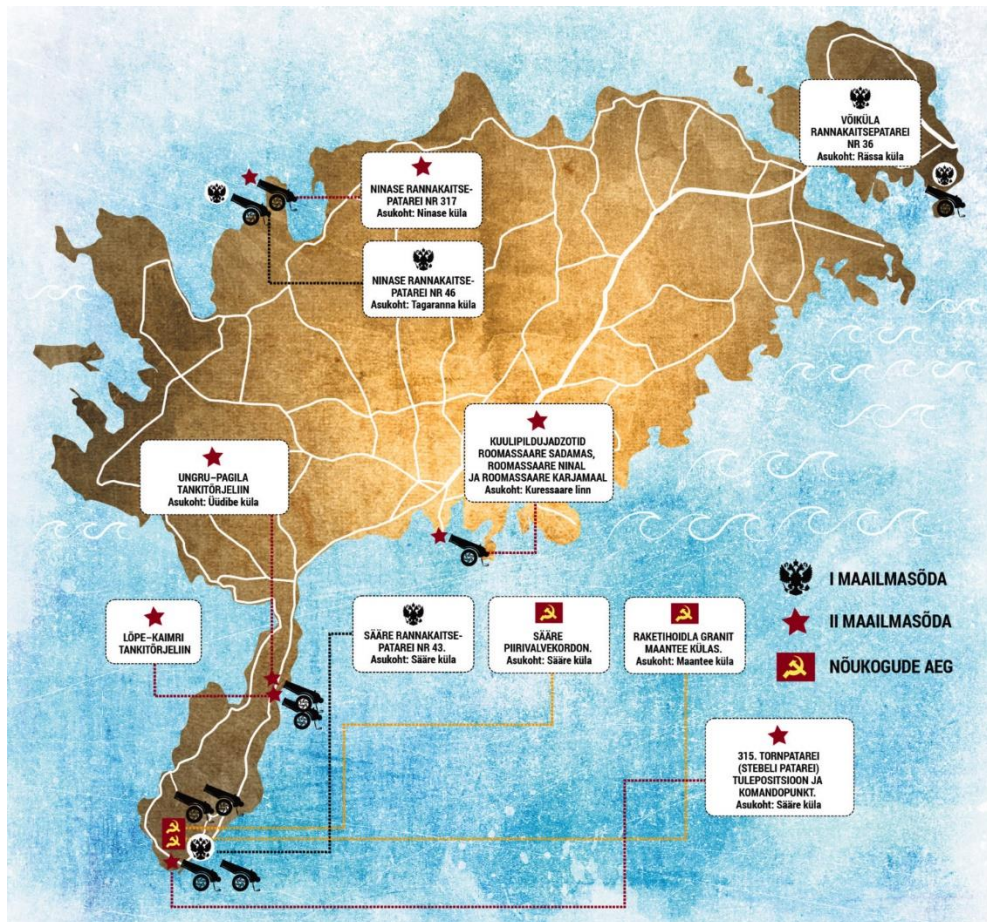 VÕIKÜLA
RANNAKAITSEPATAREI
NR 36
Asukoht: Rässa küla
NINASE RANNAKAITSE-
PATAREI NR 317
Asukoht: Ninase küla
NINASE RANNAKAITSE-
PATAREI NR 46
Asukoht: Tagaranna küla
KUULIPILDUJADZOTID
ROOMASSAARE SADAMAS,
ROOMASSAARE NINAL
JA ROOMASSAARE KARJAMAAL
Asukoht: Kuressaare linn
UNGRU–PAGILA
TANKITÕRJELIIN
Asukoht: Üüdibe küla
I MAAILMASÕDA
II MAAILMASÕDA
NÕUKOGUDE AEG
LÕPE–KAIMRI
TANKITÕRJELIIN
SÄÄRE RANNAKAITSE-
PATAREI NR 43.
Asukoht: Sääre küla
SÄÄRE
PIIRIVALVEKORDON.
Asukoht: Sääre küla
RAKETIHOIDLA GRANIT
MAANTEE KÜLAS.
Asukoht: Maantee küla
315. TORNPATAREI
(STEBELI PATAREI)
TULEPOSITSIOON JA
KOMANDOPUNKT.
Asukoht: Sääre küla